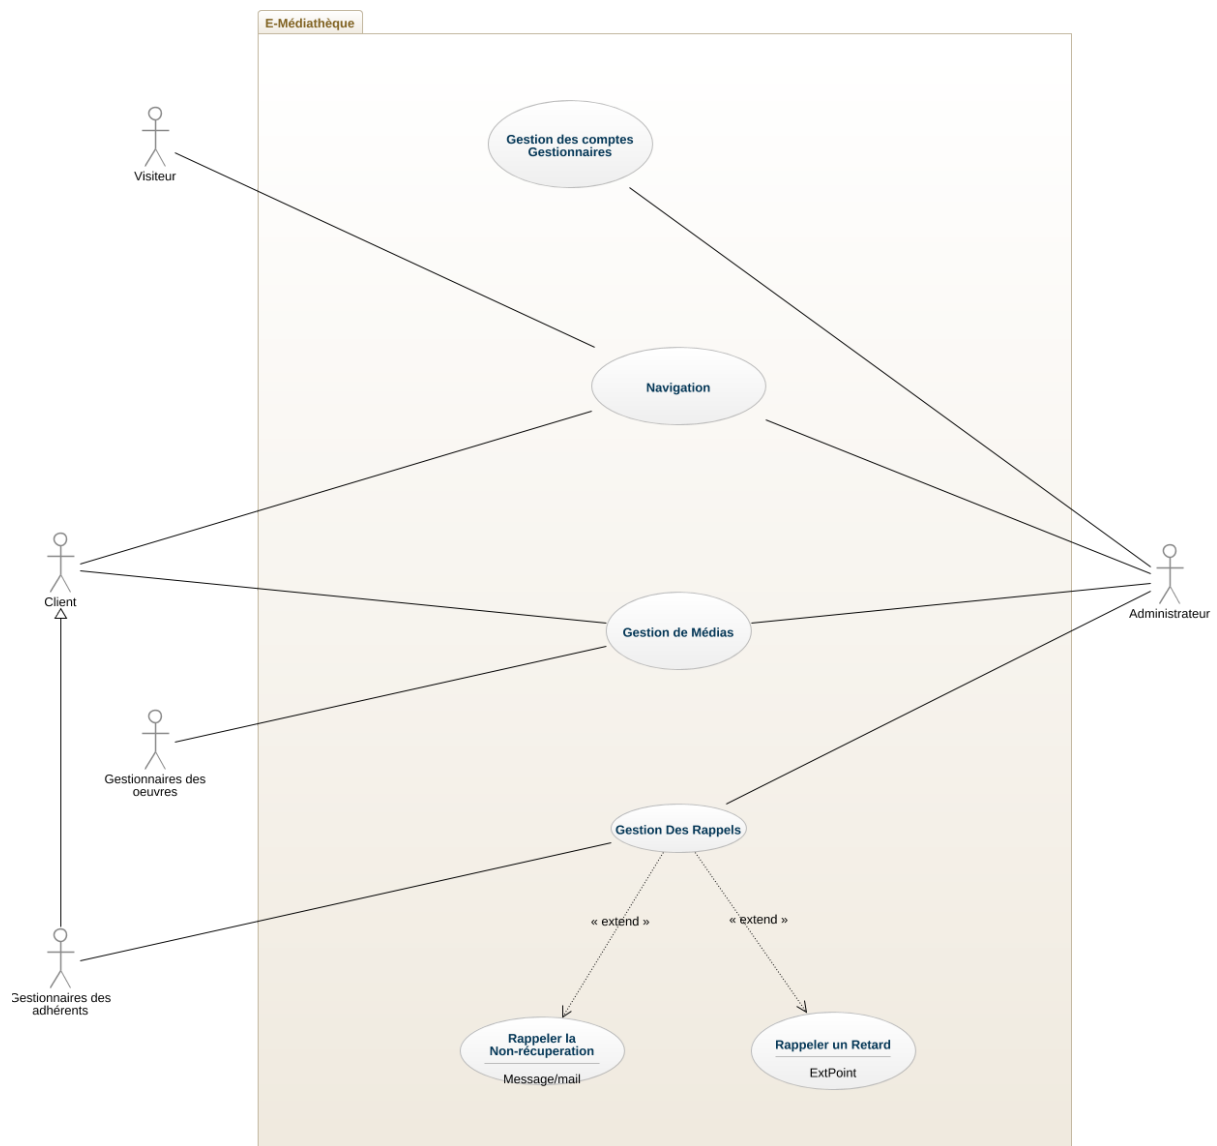 E-Médiathèque
Visiteur
Gestion des comptes
Gestionnaires
Navigation
Client
Administrateur
Gestion de Médias
Gestionnaires des
oeuvres
Gestion Des Rappels
« extend »
« extend »
Gestionnaires des
adhérents
Rappeler la
Non-récuperation
Message/mail
Rappeler un Retard
ExtPoint